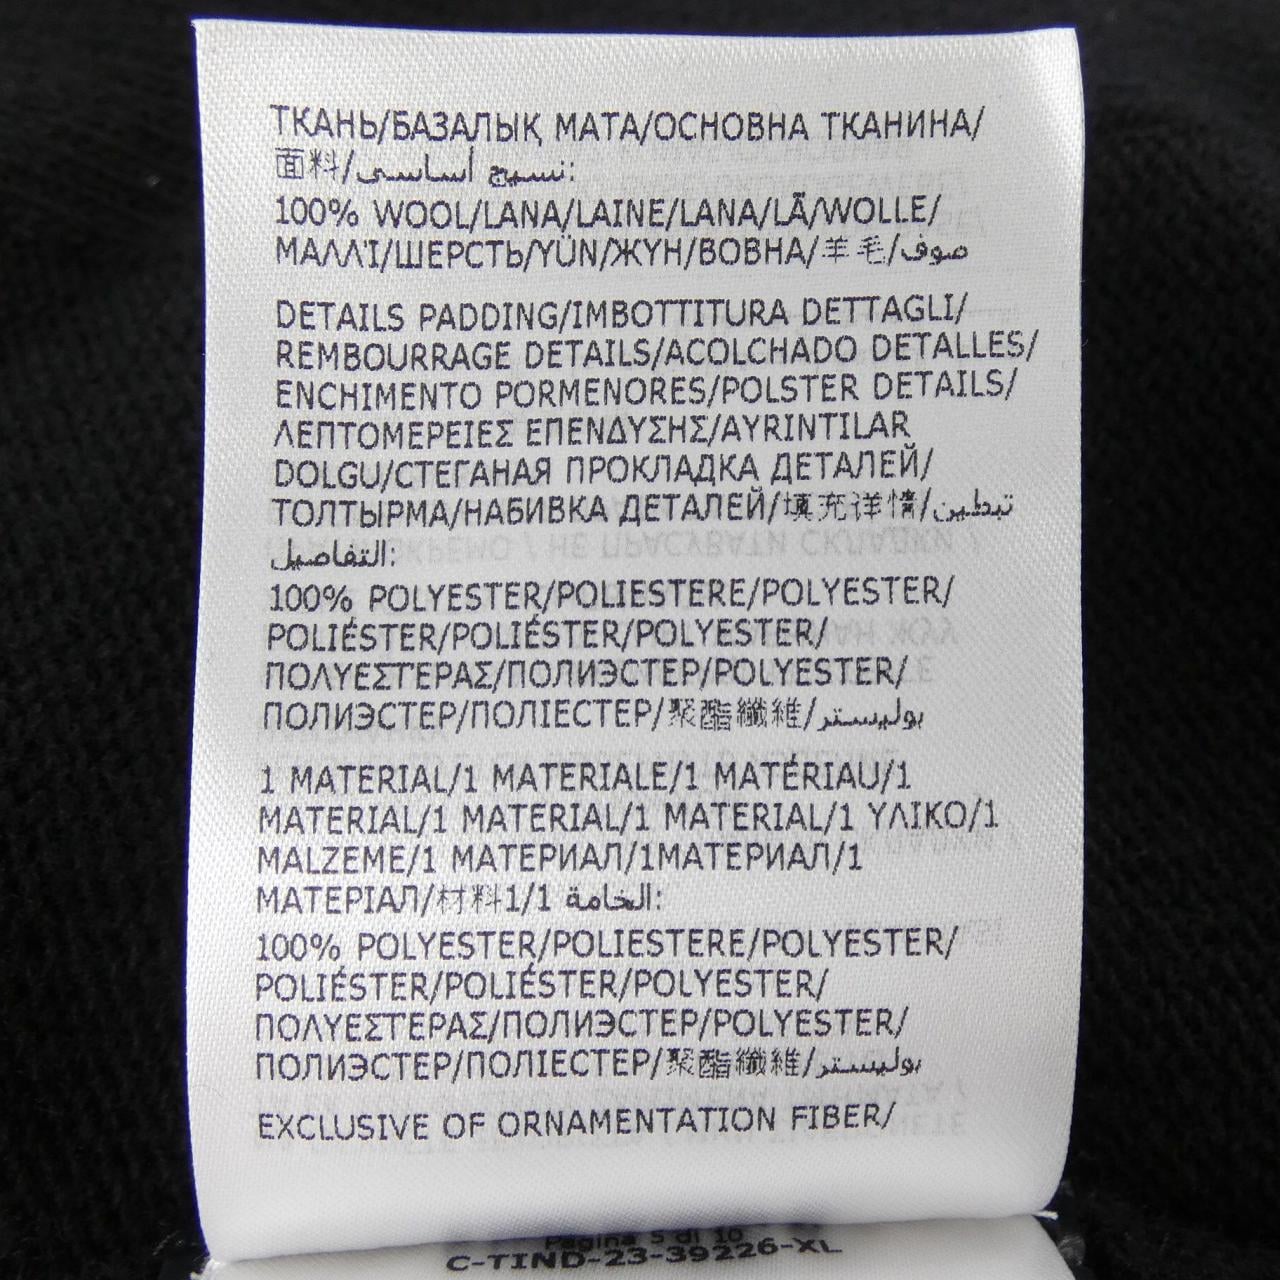 ТКАНЬ/БАЗАЛЫҚ МАТА/ОСНОВНА ТКАНИНА/
面料/نسيج أساسي:
100% WOOL/LANA/LAINE/LANA/LÃ/WOLLE/
ΜΑΛΛΊ/ШЕРСТЬ/YÜN/ЖҮН/ВОВНА/羊毛/صوف
DETAILS PADDING/IMBOTTITURA DETTAGLI/
REMBOURRAGE DETAILS/ACOLCHADO DETALLES/
ENCHIMENTO PORMENORES/POLSTER DETAILS/
ΛΕΠΤΟΜΕΡΕΙΕΣ ΕΠΕΝΔΥΣΗΣ/AYRINTILAR
DOLGU/СТЕГАНАЯ ПРОКЛАДКА ДЕТАЛЕЙ/
ТОЛТЫРМА/НАБИВКА ДЕТАЛЕЙ/填充详情/تبطين
التفاصيل:
100% POLYESTER/POLIESTERE/POLYESTER/
POLIÉSTER/POLIÉSTER/POLYESTER/
ΠΟΛΥΕΣΤΕΡΑΣ/ПОЛИЭСТЕР/POLYESTER/
ПОЛИЭСТЕР/ПОЛІЕСТЕР/聚酯纖維/بوليستر
1 MATERIAL/1 MATERIALE/1 MATÉRIAU/1
MATERIAL/1 MATERIAL/1 MATERIAL/1 ΥΛΙΚΟ/1
MALZEME/1 МАТЕРИАЛ/1МАТЕРИАЛ/1
МАТЕРІАЛ/材料1/1 الخامة:
100% POLYESTER/POLIESTERE/POLYESTER/
POLIÉSTER/POLIÉSTER/POLYESTER/
ΠΟΛΥΕΣΤΕΡΑΣ/ПОЛИЭСТЕР/POLYESTER/
ПОЛИЭСТЕР/ПОЛІЕСТЕР/聚酯纖維/بوليستر
EXCLUSIVE OF ORNAMENTATION FIBER/
Pagina 5 di 10
C-TIND-23-39226-XL